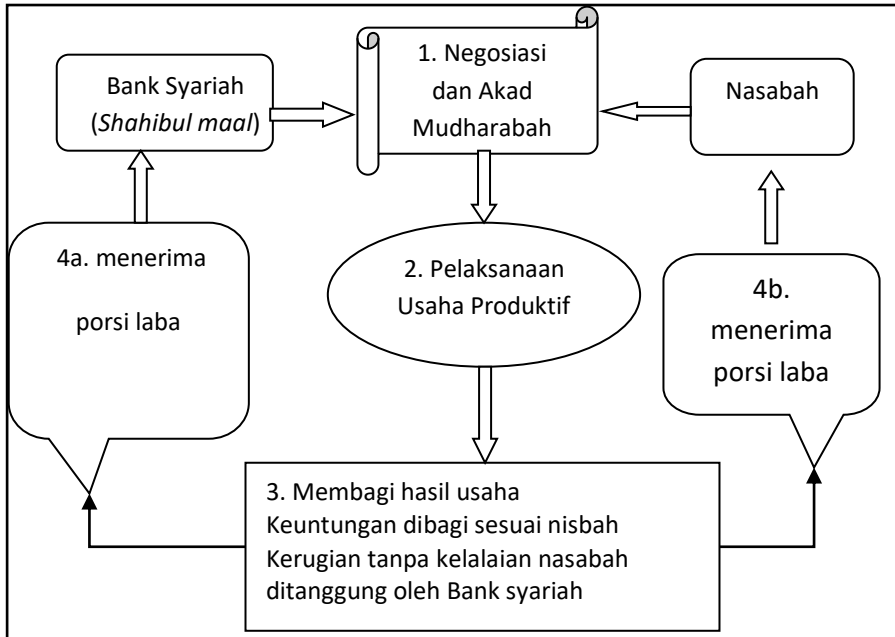 Bank Syariah
(Shahibul maal)
1. Negosiasi
dan Akad
Mudharabah
Nasabah
2. Pelaksanaan
Usaha Produktif
4a. menerima
porsi laba
4b.
menerima
porsi laba
3. Membagi hasil usaha
Keuntungan dibagi sesuai nisbah
Kerugian tanpa kelalaian nasabah
ditanggung oleh Bank syariah